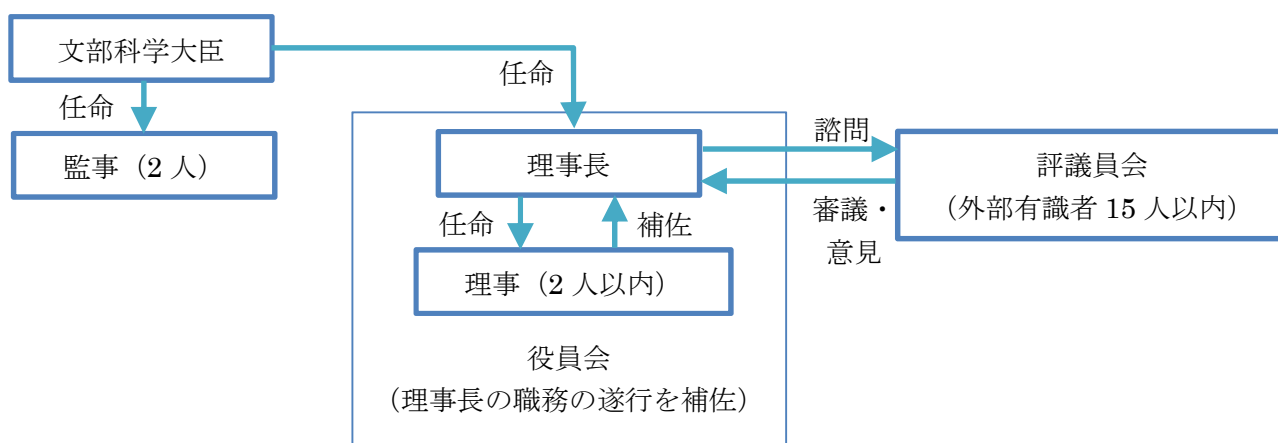 文部科学大臣
任命
任命
監事（2 人）
理事長
諮問
評議員会
（外部有識者 15 人以内）
審議・
意見
任命
補佐
理事（2 人以内）
役員会
（理事長の職務の遂行を補佐）